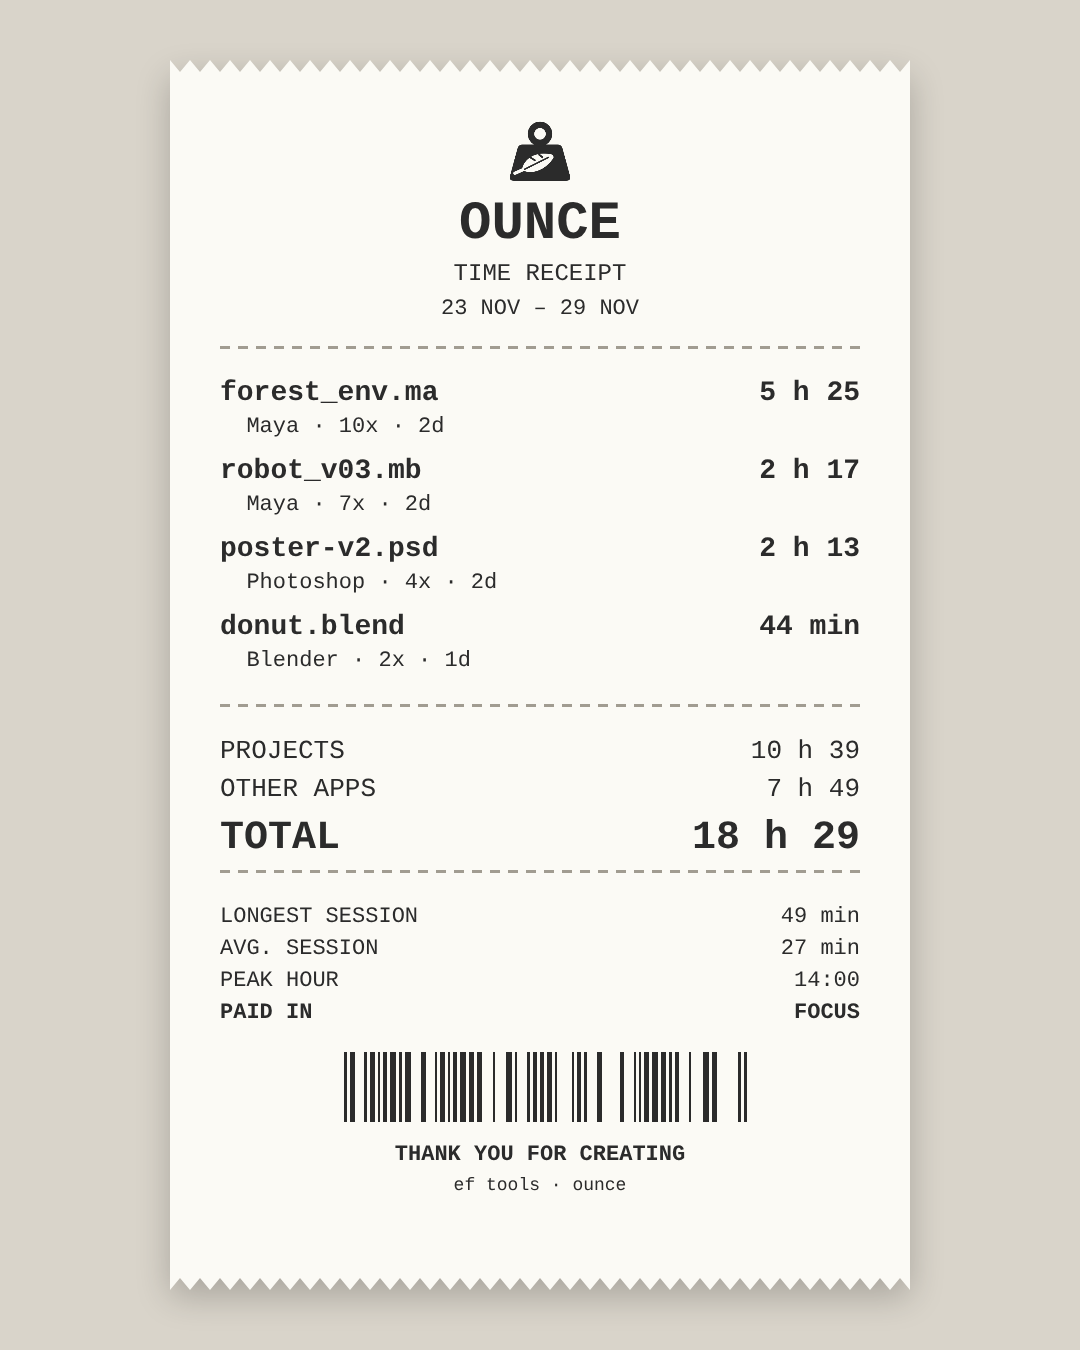 OUNCE
TIME RECEIPT
23 NOV – 29 NOV
forest_env.ma 5 h 25
Maya · 10x · 2d
robot_v03.mb 2 h 17
Maya · 7x · 2d
poster-v2.psd 2 h 13
Photoshop · 4x · 2d
donut.blend 44 min
Blender · 2x · 1d
PROJECTS 10 h 39
OTHER APPS 7 h 49
TOTAL 18 h 29
LONGEST SESSION 49 min
AVG. SESSION 27 min
PEAK HOUR 14:00
PAID IN FOCUS
THANK YOU FOR CREATING
ef tools · ounce